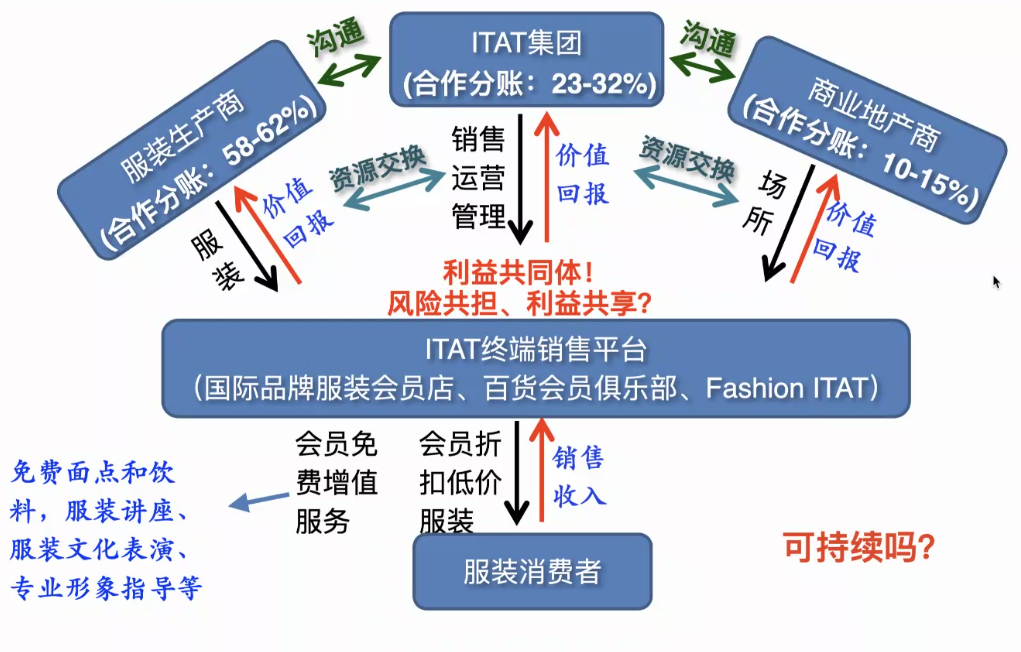 沟通
ITAT集团
(合作分账：23-32%)
沟通
服装生产商
(合作分账：58-62%)
商业地产商
(合作分账：10-15%)
资源交换
销售
运营
管理
价值
回报
资源交换
服
装
价值
回报
场
所
价值
回报
利益共同体！
风险共担、利益共享？
ITAT终端销售平台
（国际品牌服装会员店、百货会员俱乐部、Fashion ITAT）
会员免
费增值
服务
会员折
扣低价
服装
销售
收入
免费面点和饮
料，服装讲座、
服装文化表演、
专业形象指导等
服装消费者
可持续吗？